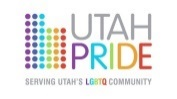 UTAH
PRIDE
SERVING UTAH'S LGBTQ COMMUNITY